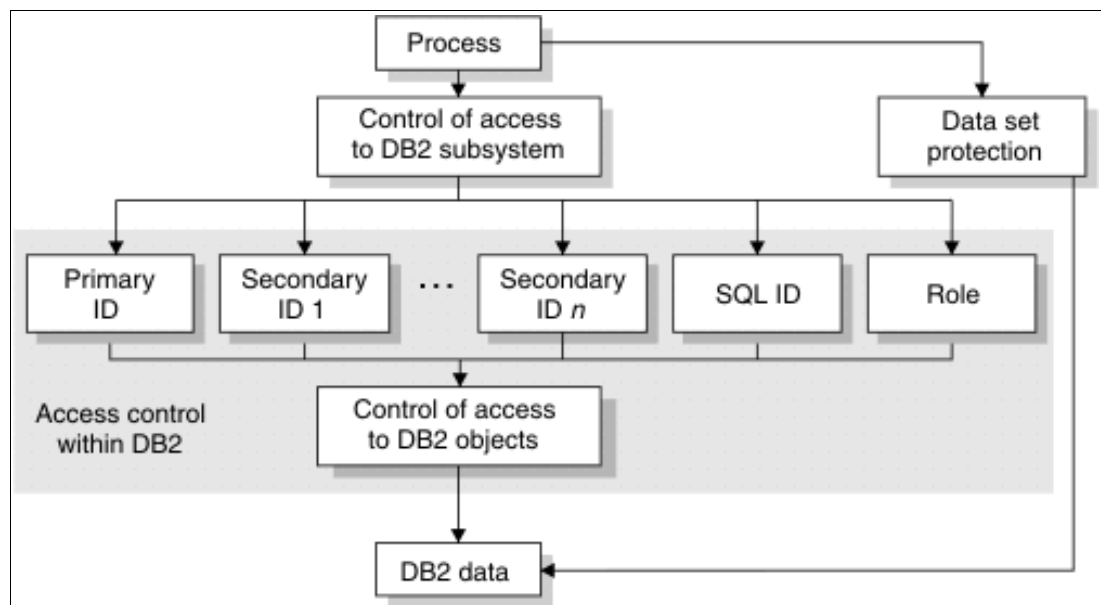 Process
Control of access
to DB2 subsystem
Data set
protection
Primary
ID
Secondary
ID 1
...
Secondary
ID n
SQL ID
Role
Access control
within DB2
Control of access
to DB2 objects
DB2 data